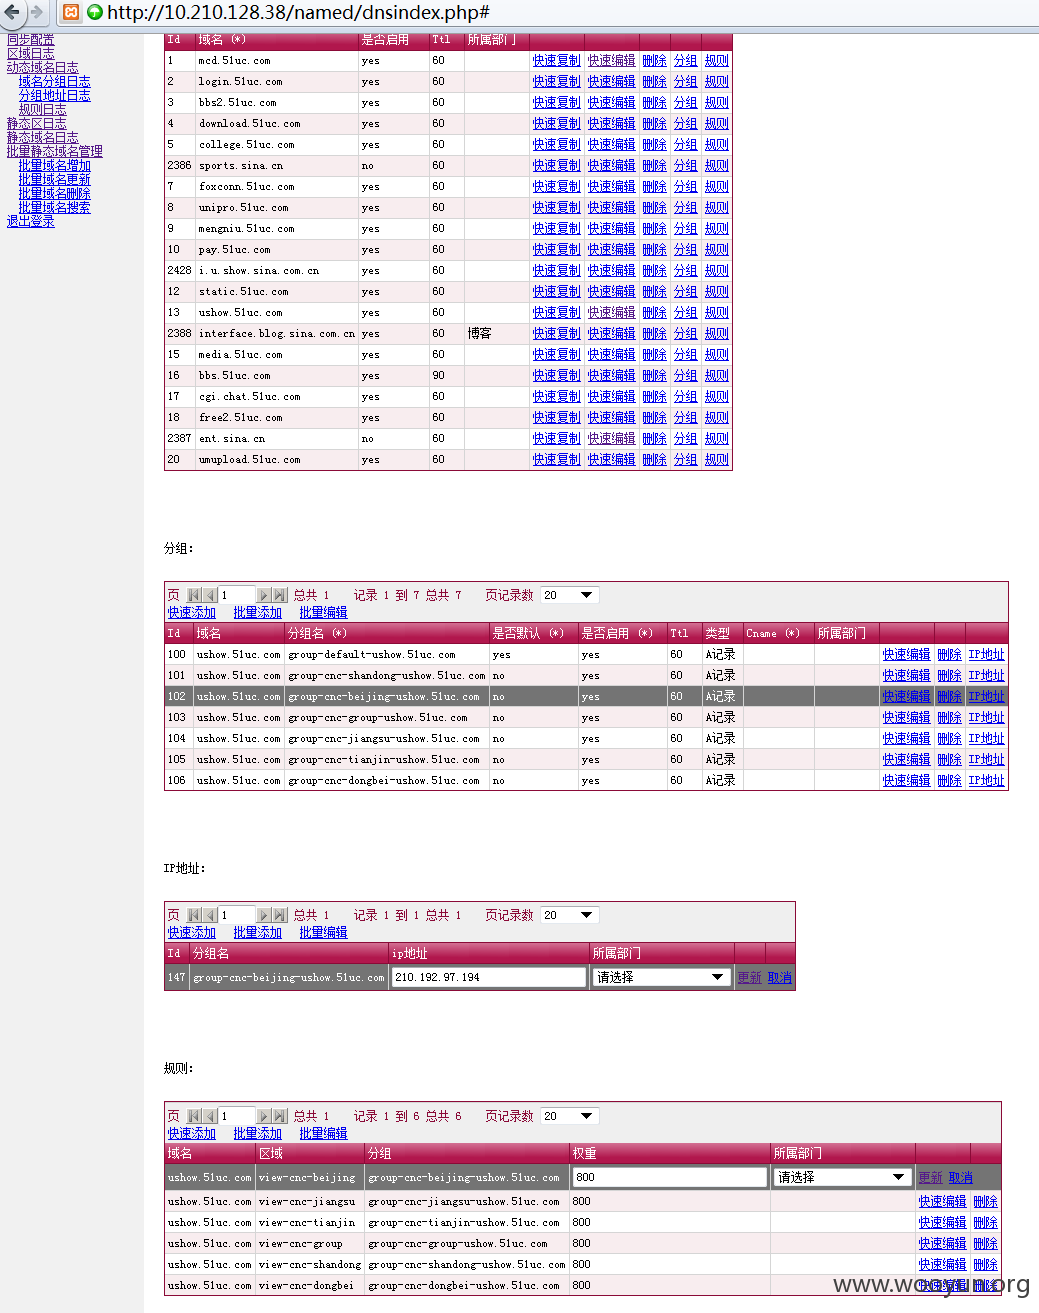 http://10.210.128.38/named/dnsindex.php#
同步配置
区域日志
动态域名日志
域名分组日志
分组地址日志
规则日志
静态区日志
静态域名日志
批量静态域名管理
批量域名增加
批量域名更新
批量域名删除
批量域名搜索
退出登录
Id 域名 (*) 是否启用 Ttl 所属部门
1 mcd.51uc.com yes 60 快速复制 快速编辑 删除 分组 规则
2 login.51uc.com yes 60 快速复制 快速编辑 删除 分组 规则
3 bbs2.51uc.com yes 60 快速复制 快速编辑 删除 分组 规则
4 download.51uc.com yes 60 快速复制 快速编辑 删除 分组 规则
5 college.51uc.com yes 60 快速复制 快速编辑 删除 分组 规则
2386 sports.sina.cn no 60 快速复制 快速编辑 删除 分组 规则
7 foxconn.51uc.com yes 60 快速复制 快速编辑 删除 分组 规则
8 unipro.51uc.com yes 60 快速复制 快速编辑 删除 分组 规则
9 mengniu.51uc.com yes 60 快速复制 快速编辑 删除 分组 规则
10 pay.51uc.com yes 60 快速复制 快速编辑 删除 分组 规则
2428 i.u.show.sina.com.cn yes 60 快速复制 快速编辑 删除 分组 规则
12 static.51uc.com yes 60 快速复制 快速编辑 删除 分组 规则
13 ushow.51uc.com yes 60 快速复制 快速编辑 删除 分组 规则
2388 interface.blog.sina.com.cn yes 60 博客 快速复制 快速编辑 删除 分组 规则
15 media.51uc.com yes 60 快速复制 快速编辑 删除 分组 规则
16 bbs.51uc.com yes 90 快速复制 快速编辑 删除 分组 规则
17 cgi.chat.51uc.com yes 60 快速复制 快速编辑 删除 分组 规则
18 free2.51uc.com yes 60 快速复制 快速编辑 删除 分组 规则
2387 ent.sina.cn no 60 快速复制 快速编辑 删除 分组 规则
20 umupload.51uc.com yes 60 快速复制 快速编辑 删除 分组 规则
分组:
页 1 总共 1 记录 1 到 7 总共 7 页记录数 20
快速添加 批量添加 批量编辑
Id 域名 分组名 (*) 是否默认 (*) 是否启用 (*) Ttl 类型 Cname (*) 所属部门
100 ushow.51uc.com group-default-ushow.51uc.com yes yes 60 A记录 快速编辑 删除 IP地址
101 ushow.51uc.com group-cnc-shandong-ushow.51uc.com no yes 60 A记录 快速编辑 删除 IP地址
102 ushow.51uc.com group-cnc-beijing-ushow.51uc.com no yes 60 A记录 快速编辑 删除 IP地址
103 ushow.51uc.com group-cnc-group-ushow.51uc.com no yes 60 A记录 快速编辑 删除 IP地址
104 ushow.51uc.com group-cnc-jiangsu-ushow.51uc.com no yes 60 A记录 快速编辑 删除 IP地址
105 ushow.51uc.com group-cnc-tianjin-ushow.51uc.com no yes 60 A记录 快速编辑 删除 IP地址
106 ushow.51uc.com group-cnc-dongbei-ushow.51uc.com no yes 60 A记录 快速编辑 删除 IP地址
IP地址:
页 1 总共 1 记录 1 到 1 总共 1 页记录数 20
快速添加 批量添加 批量编辑
Id 分组名 ip地址 所属部门
147 group-cnc-beijing-ushow.51uc.com 210.192.97.194 请选择 更新 取消
规则:
页 1 总共 1 记录 1 到 6 总共 6 页记录数 20
快速添加 批量添加 批量编辑
域名 区域 分组 权重 所属部门
ushow.51uc.com view-cnc-beijing group-cnc-beijing-ushow.51uc.com 800 请选择 更新 取消
ushow.51uc.com view-cnc-jiangsu group-cnc-jiangsu-ushow.51uc.com 800 快速编辑 删除
ushow.51uc.com view-cnc-tianjin group-cnc-tianjin-ushow.51uc.com 800 快速编辑 删除
ushow.51uc.com view-cnc-group group-cnc-group-ushow.51uc.com 800 快速编辑 删除
ushow.51uc.com view-cnc-shandong group-cnc-shandong-ushow.51uc.com 800 快速编辑 删除
ushow.51uc.com view-cnc-dongbei group-cnc-dongbei-ushow.51uc.com 800 快速编辑 删除
www.wooyun.org